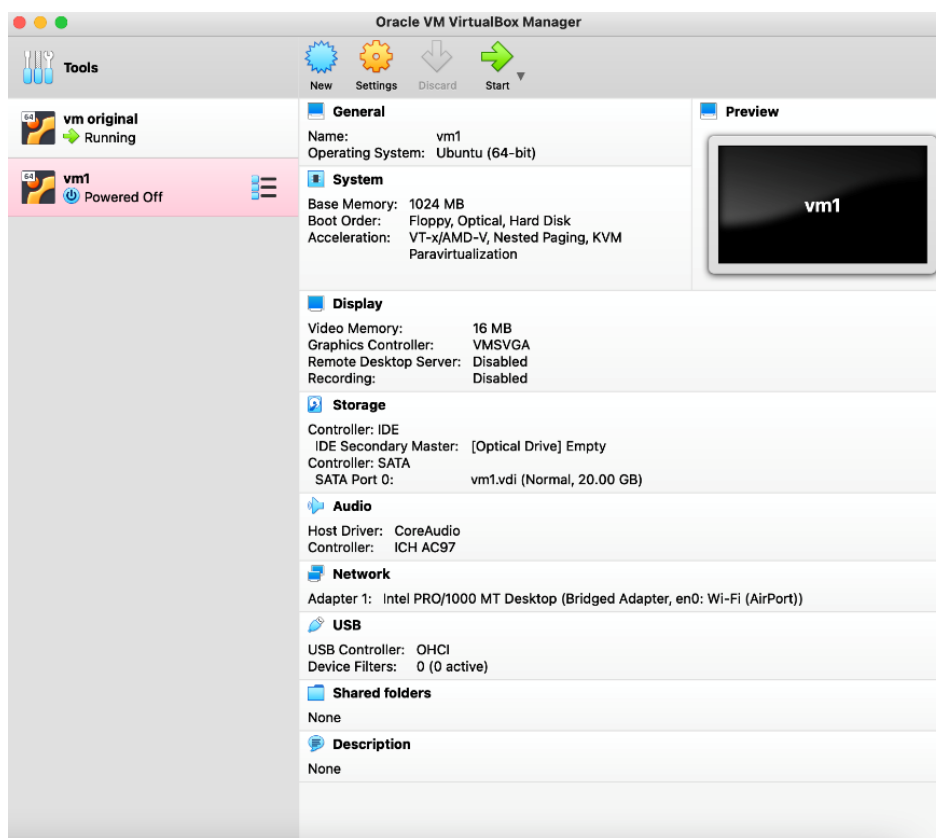 Oracle VM VirtualBox Manager
Tools
New Settings Discard Start
64
vm original
Running
64
vm1
Powered Off
General
Name: vm1
Operating System: Ubuntu (64-bit)
Preview
vm1
System
Base Memory: 1024 MB
Boot Order: Floppy, Optical, Hard Disk
Acceleration: VT-x/AMD-V, Nested Paging, KVM
Paravirtualization
Display
Video Memory: 16 MB
Graphics Controller: VMSVGA
Remote Desktop Server: Disabled
Recording: Disabled
Storage
Controller: IDE
IDE Secondary Master: [Optical Drive] Empty
Controller: SATA
SATA Port 0: vm1.vdi (Normal, 20.00 GB)
Audio
Host Driver: CoreAudio
Controller: ICH AC97
Network
Adapter 1: Intel PRO/1000 MT Desktop (Bridged Adapter, en0: Wi-Fi (AirPort))
USB
USB Controller: OHCI
Device Filters: 0 (0 active)
Shared folders
None
Description
None